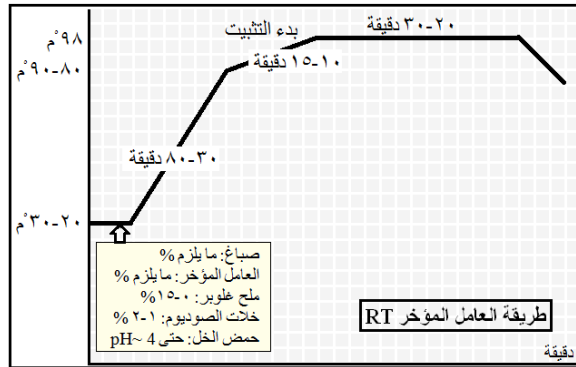 ٩٨ °م
بدء التثبيت
٢٠-٣٠ دقيقة
٨٠-٩٠ °م
١٠-١٥ دقيقة
٣٠-٨٠ دقيقة
٢٠-٣٠ °م
صباغ: ما يلزم %
العامل المؤخر: ما يلزم %
ملح غلوبر: ٠-١٥%
خلات الصوديوم: ١-٢ %
حمض الخل: حتى pH~ 4
طريقة العامل المؤخر RT
دقيقة